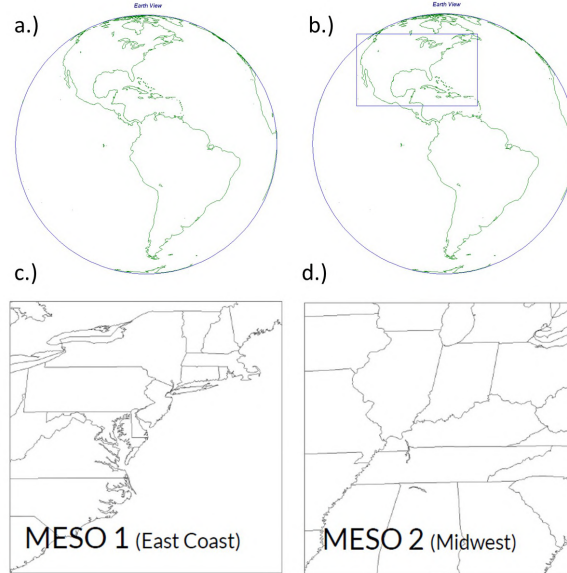 Earth View
a.)
Earth View
b.)
c.)
d.)
MESO 1 (East Coast)
MESO 2 (Midwest)